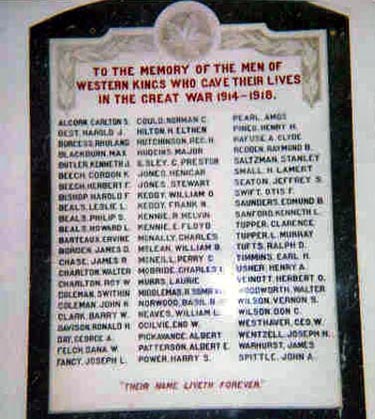 TO THE MEMORY OF THE MEN OF
WESTERN KINGS WHO GAVE THEIR LIVES
IN THE GREAT WAR 1914-1918.
ALCORN, CARLTON S.
BEST, HAROLD J.
BURGESS, RHULAND
BLACKBURN, MAX
BUTLER, KENNETH J.
BEECH, GORDON K.
BEECH, HERBERT F.
BISHOP, HAROLD F.
BEALS, LESLIE L.
BEALS, PHILIP S.
BEALS, HOWARD L.
BANTEAUX, ERVINE
BORDEN, JAMES D.
CHASE, JAMES R.
CHARLTON, WALTER
CHARLTON, ROY W.
COLEMAN, SWITHIN
COLEMAN, JOHN H.
CLARK, BARRY W.
DAVISON, RONALD H.
DAY, GEORGE A.
FELCH, DANA W.
FANCY, JOSEPH L.
GOULD, NORMAN C.
HILTON, H. ELTHEN
HUTCHINSON, REG. H.
HUDGINS, MAJOR
ILSLEY, C. PRESTOR
JONES, HENICAR
JONES, STEWART
KEDDY, WILLIAM O.
KEDDY, FRANK N.
KENNIE, R. MELVIN
KENNIE, E. FLOYD
MCNALLY, CHARLES
MCLEAN, WILLIAM B.
MCNEILL, PERRY C.
MCBRIDE, CHARLES L.
MURRS, LAURIE
MIDDLEMAS, R.
NORWOOD, BASIL
NEAVES, WILLIAM L.
OGILVIE, END W.
PICKAVANCE, ALBERT
PATTERSON, ALBERT E.
POWER, HARRY S.
PEARL, AMOS
PINEO, HENRY H.
RAFUSE, A. CLYDE
REDDEN, RAYMOND B.
SALTZMAN, STANLEY
SMALL, H. LAMERT
SEATON, JEFFREY S.
SWIFT, OTIS F.
SAUNDERS, EDMUND B.
SANFORD, KENNETH L.
TUPPER, CLARENCE
TUPPER, L. MURRAY
TUFTS, RALPH D.
TIMMINS, EARL H.
USHER, HENRY A.
VEINOTT, HERBERT O.
WOODWORTH, WALTER
WILSON, VERNON S.
WILSON, DON C.
WESTHAVER, GEO. W.
WENTZELL, JOSEPH N.
WARHURST, JAMES
SPITTLE, JOHN A.
"THEIR NAME LIVETH FOREVER."